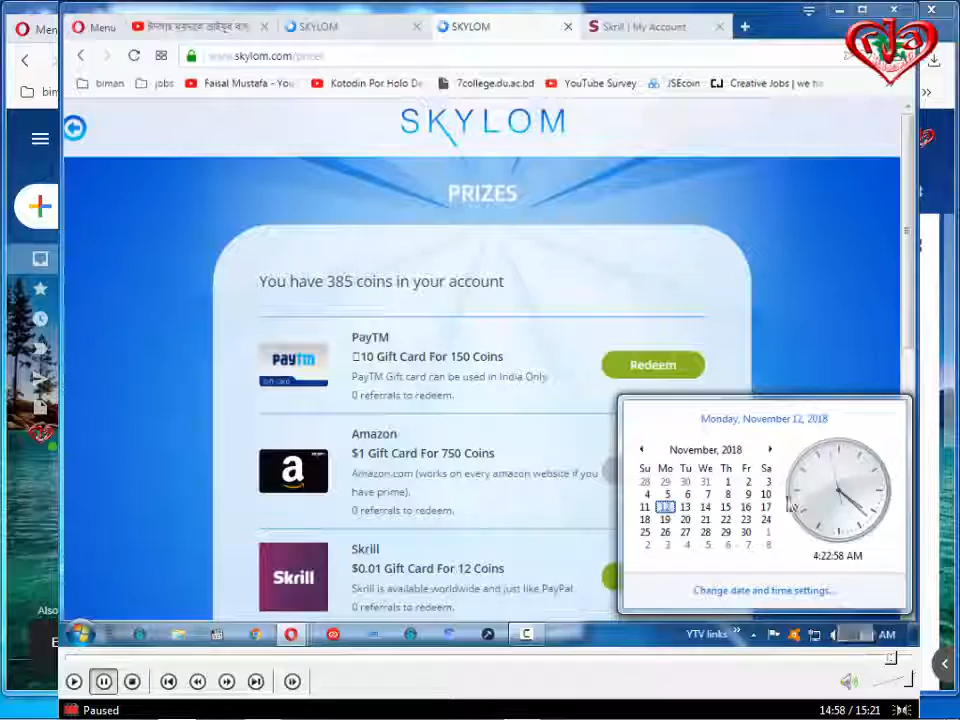 Men
Menu
SKYLOM
SKYLOM
Skrill | My Account
www.skylom.com/prizes
bim
biman
jobs
Faisal Mustafa - You
Kotodin Por Holo De
7college.du.ac.bd
YouTube Survey
JSEcoin
Creative Jobs | we h
rja
SKYLOM
PRIZES
You have 385 coins in your account
PayTM
10 Gift Card For 150 Coins
PayTM Gift card can be used in India Only
0 referrals to redeem.
Redeem
paytm
Gift card
Amazon
$1 Gift Card For 750 Coins
Amazon.com (works on every amazon website if you
have prime).
0 referrals to redeem.
a
Skrill
$0.01 Gift Card For 12 Coins
Skrill is available worldwide and just like PayPal
0 referrals to redeem.
Skrill
Monday, November 12, 2018
November, 2018
Su Mo Tu We Th Fr Sa
28 29 30 31 1 2 3
4 5 6 7 8 9 10
11 12 13 14 15 16 17
18 19 20 21 22 23 24
25 26 27 28 29 30 1
2 3 4 5 6 7 8
4:22:58 AM
Change date and time settings...
Also
E
YTV links
AM
Paused
14:58 / 15:21